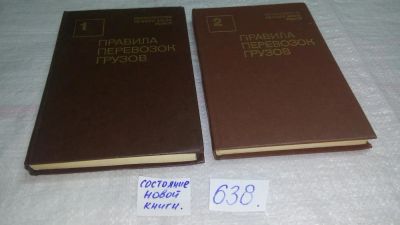 1
ПРАВИЛА
ПЕРЕВОЗОК
ГРУЗОВ
2
ПРАВИЛА
ПЕРЕВОЗОК
ГРУЗОВ
СОСТОЯНИЕ
НОВОЙ
КНИГИ.
638.